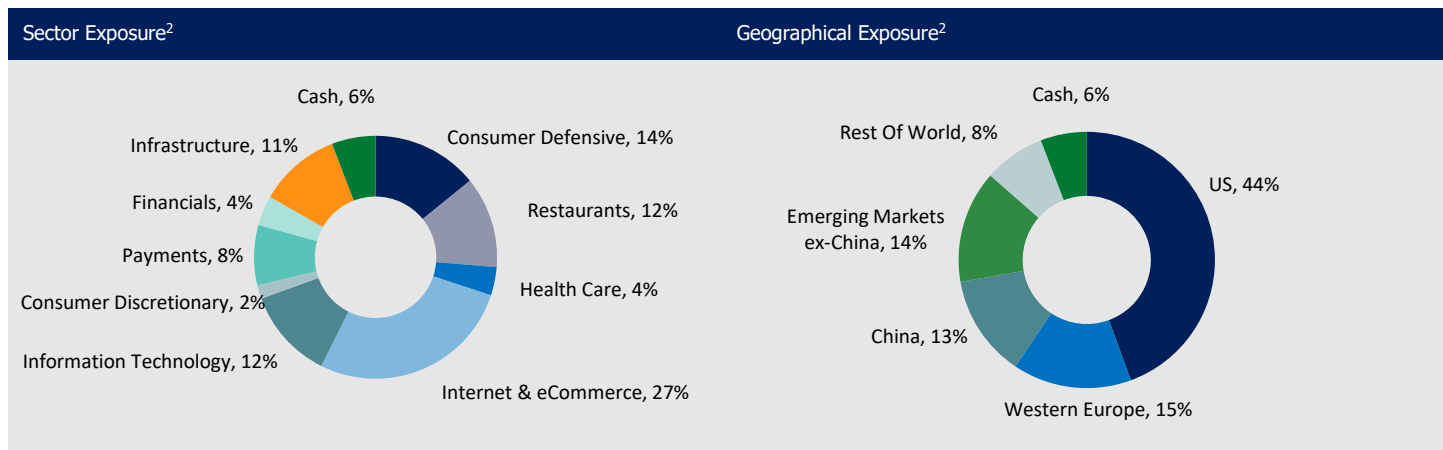 Sector Exposure2
Geographical Exposure2
Cash, 6%
Consumer Defensive, 14%
Infrastructure, 11%
Restaurants, 12%
Financials, 4%
Payments, 8%
Health Care, 4%
Consumer Discretionary, 2%
Information Technology, 12%
Internet & eCommerce, 27%
Cash, 6%
Rest Of World, 8%
US, 44%
Emerging Markets
ex-China, 14%
China, 13%
Western Europe, 15%